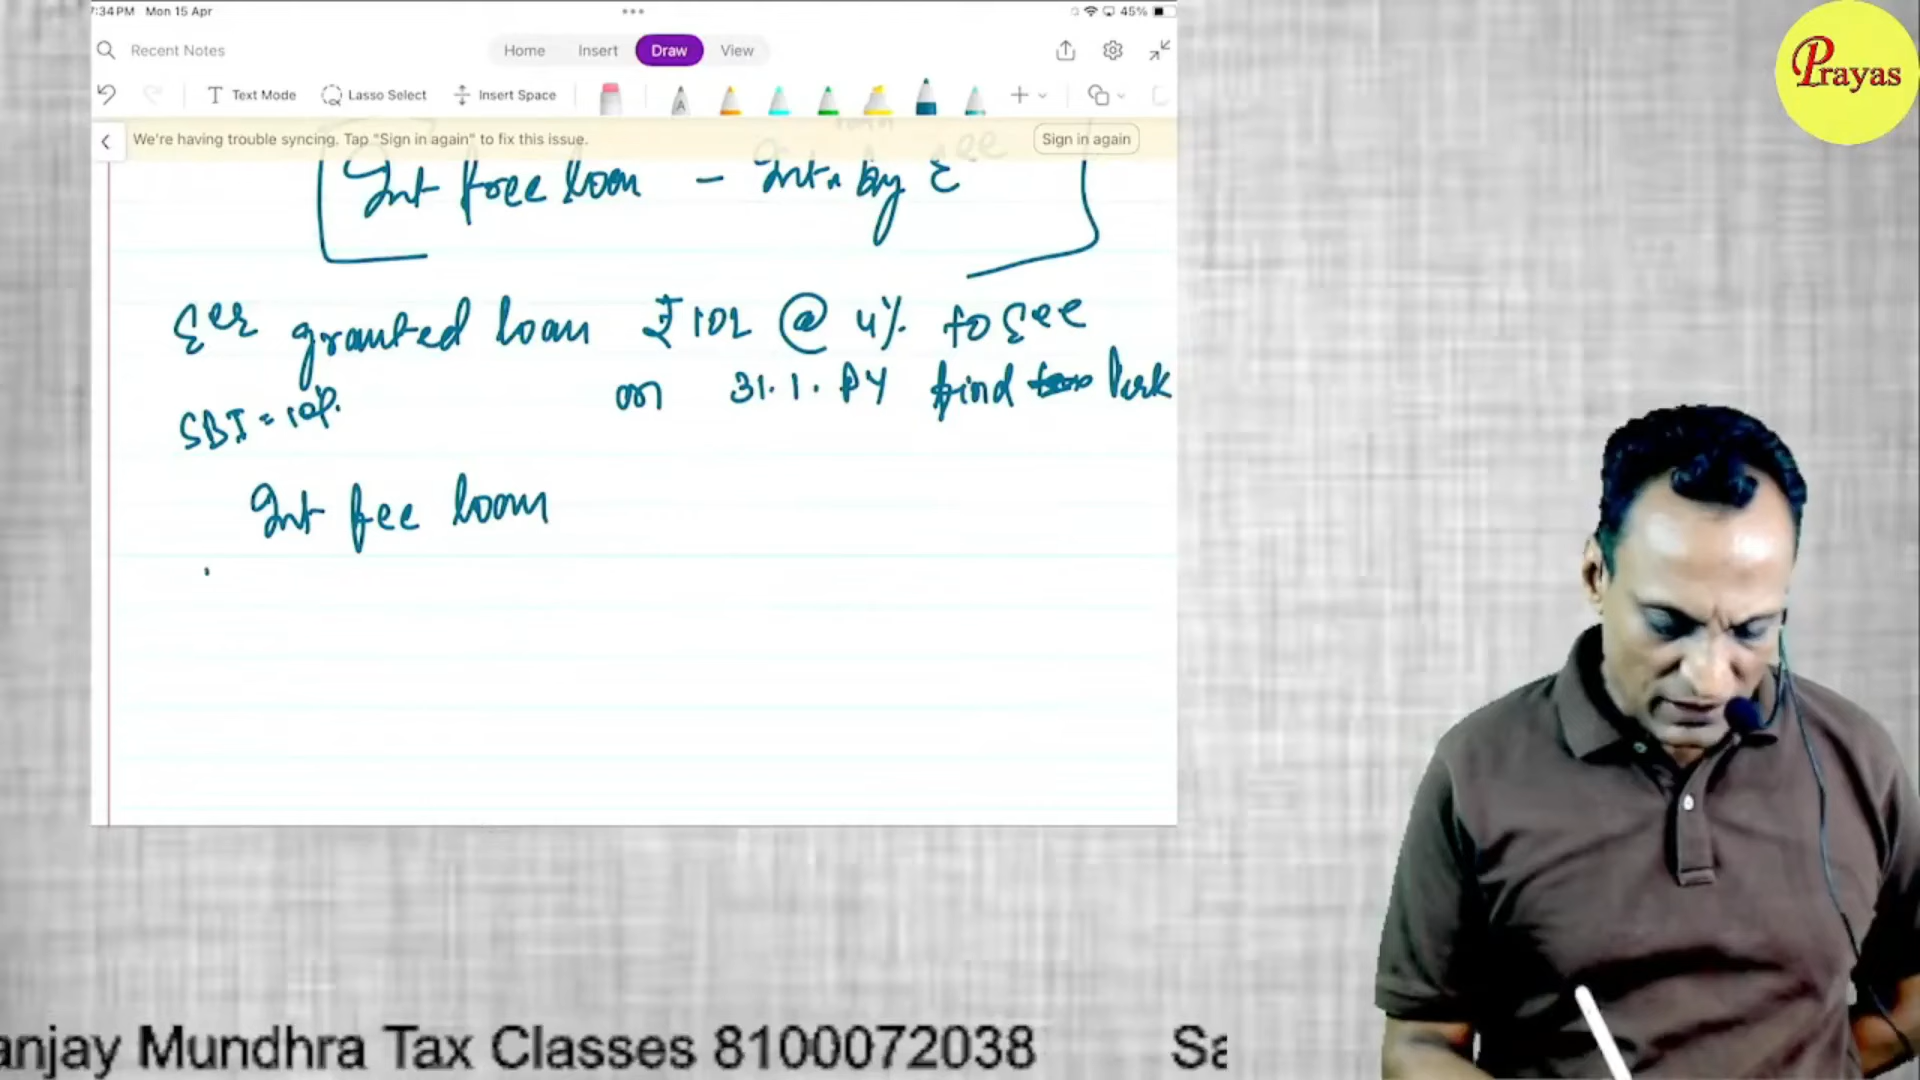 7:34PM Mon 15 Apr
45%
Recent Notes
Home Insert Draw View
Text Mode Lasso Select Insert Space
We're having trouble syncing. Tap "Sign in again" to fix this issue.
Sign in again
Int free loan - Int. by E
Eer granted loan ₹10L @ 4% to Eee
SBI = 10%. on 31.1.PY find Perk
Int fee loan
Prayas
anjay Mundhra Tax Classes 8100072038 Sa